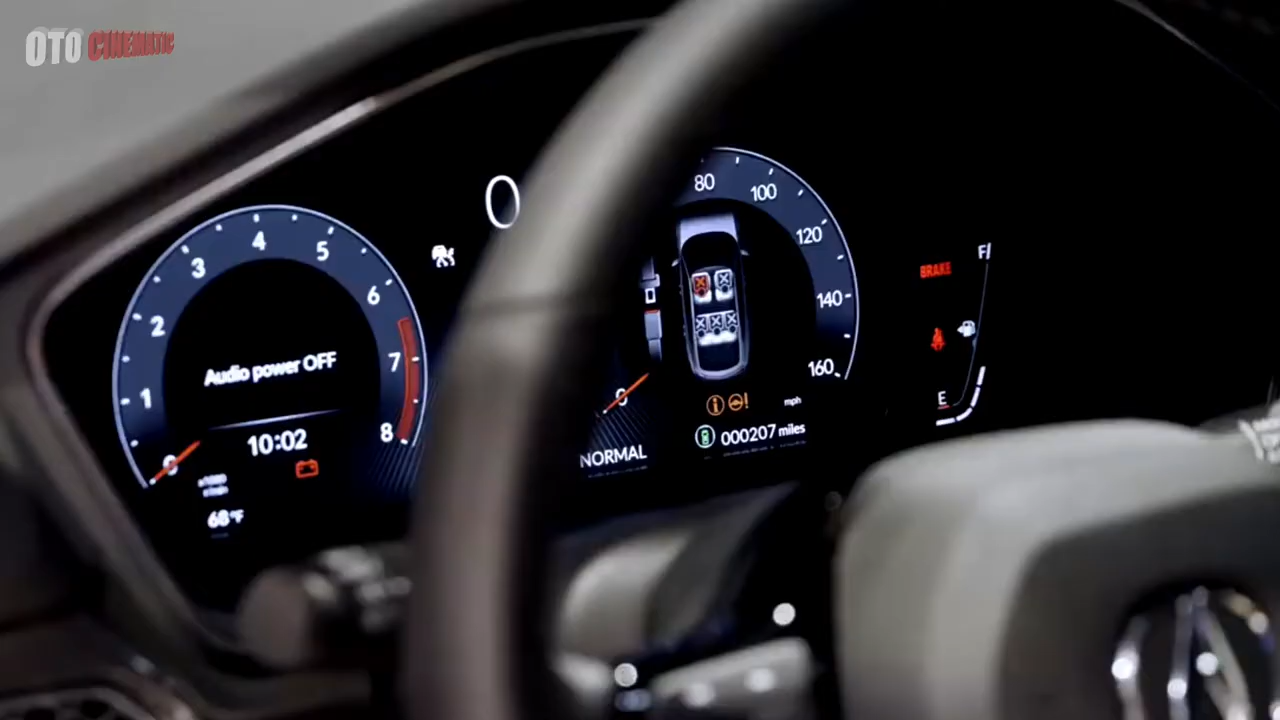 OTO CINEMATIC
1
2
3
4
5
6
7
8
Audio power OFF
10:02
68°F
0
80
100
120
140
160
mph
000207 miles
NORMAL
BRAKE
F
E